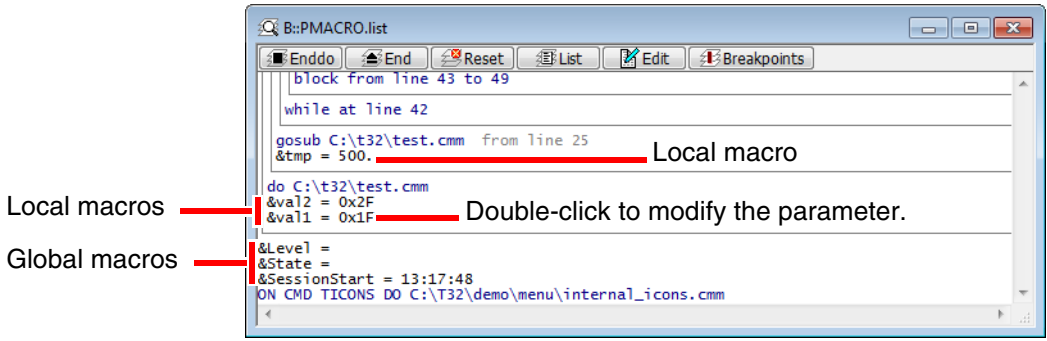 B::PMACRO.list
Enddo End Reset List Edit Breakpoints
block from line 43 to 49
while at line 42
gosub C:\t32\test.cmm from line 25
&tmp = 500. Local macro
do C:\t32\test.cmm
Local macros &val2 = 0x2F
&val1 = 0x1F Double-click to modify the parameter.
&Level =
Global macros &State =
&SessionStart = 13:17:48
ON CMD TICONS DO C:\T32\demo\menu\internal_icons.cmm